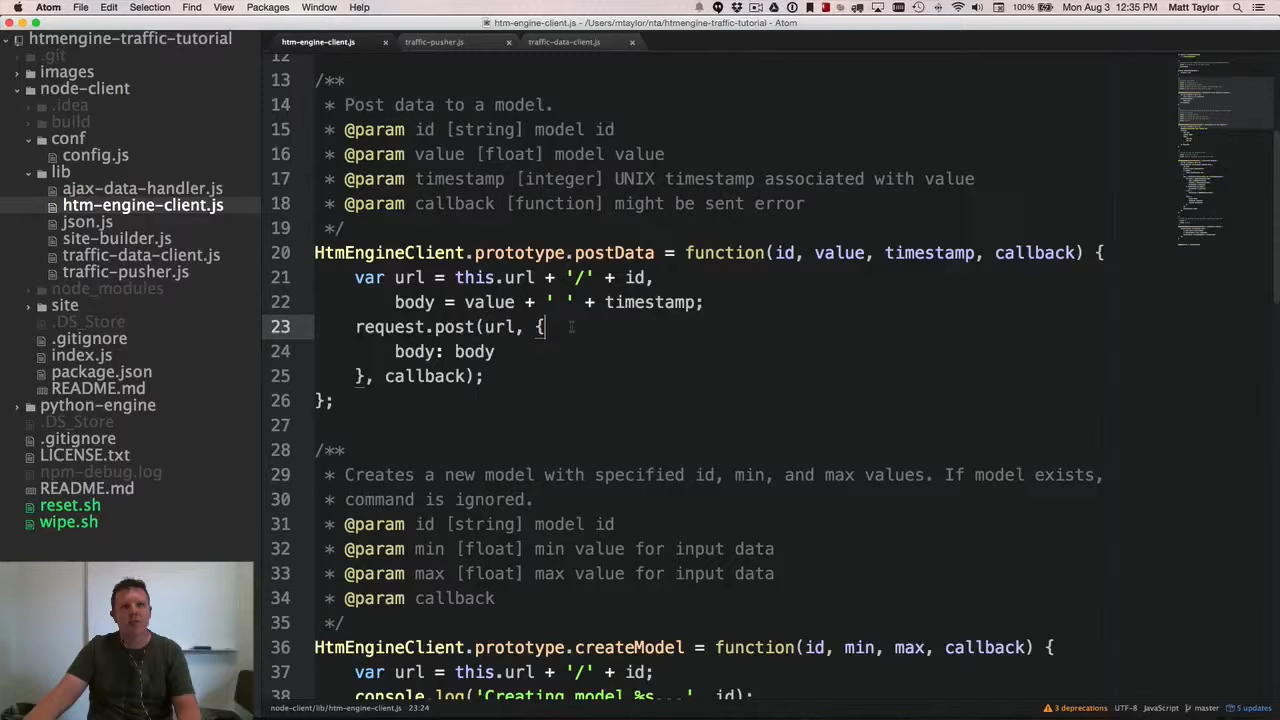 Atom File Edit View Selection Find Packages Window Help 100% Mon Aug 3 12:35 PM Matt Taylor
htm-engine-client.js - /Users/mtaylor/nta/htmengine-traffic-tutorial - Atom
htmengine-traffic-tutorial
.git
images
node-client
.idea
build
conf
config.js
lib
ajax-data-handler.js
htm-engine-client.js
json.js
site-builder.js
traffic-data-client.js
traffic-pusher.js
node_modules
site
.DS_Store
.gitignore
index.js
package.json
README.md
python-engine
.DS_Store
.gitignore
LICENSE.txt
npm-debug.log
README.md
reset.sh
wipe.sh
htm-engine-client.js traffic-pusher.js traffic-data-client.js
12
13 /**
14 * Post data to a model.
15 * @param id [string] model id
16 * @param value [float] model value
17 * @param timestamp [integer] UNIX timestamp associated with value
18 * @param callback [function] might be sent error
19 */
20 HtmEngineClient.prototype.postData = function(id, value, timestamp, callback) {
21 var url = this.url + '/' + id,
22 body = value + ' ' + timestamp;
23 request.post(url, {
24 body: body
25 }, callback);
26 };
27
28 /**
29 * Creates a new model with specified id, min, and max values. If model exists,
30 * command is ignored.
31 * @param id [string] model id
32 * @param min [float] min value for input data
33 * @param max [float] max value for input data
34 * @param callback
35 */
36 HtmEngineClient.prototype.createModel = function(id, min, max, callback) {
37 var url = this.url + '/' + id;
38 console.log('Creating model %s...', id);
node-client/lib/htm-engine-client.js 23:24 3 deprecations UTF-8 JavaScript master 5 updates